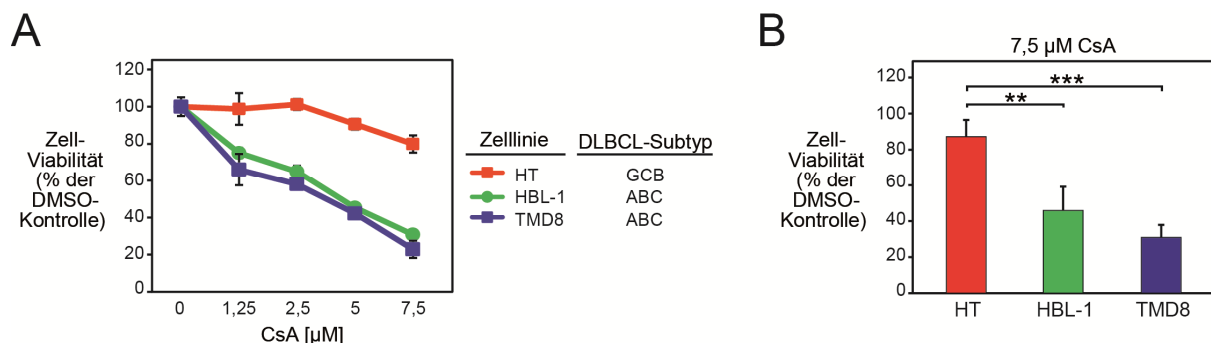 A
120
100
80
60
40
20
0
Zell-
Viabilität
(% der
DMSO-
Kontrolle)
0 1,25 2,5 5 7,5
CsA [µM]
Zelllinie DLBCL-Subtyp
HT GCB
HBL-1 ABC
TMD8 ABC
B
7,5 µM CsA
***
**
120
100
80
60
40
20
0
Zell-
Viabilität
(% der
DMSO-
Kontrolle)
HT HBL-1 TMD8